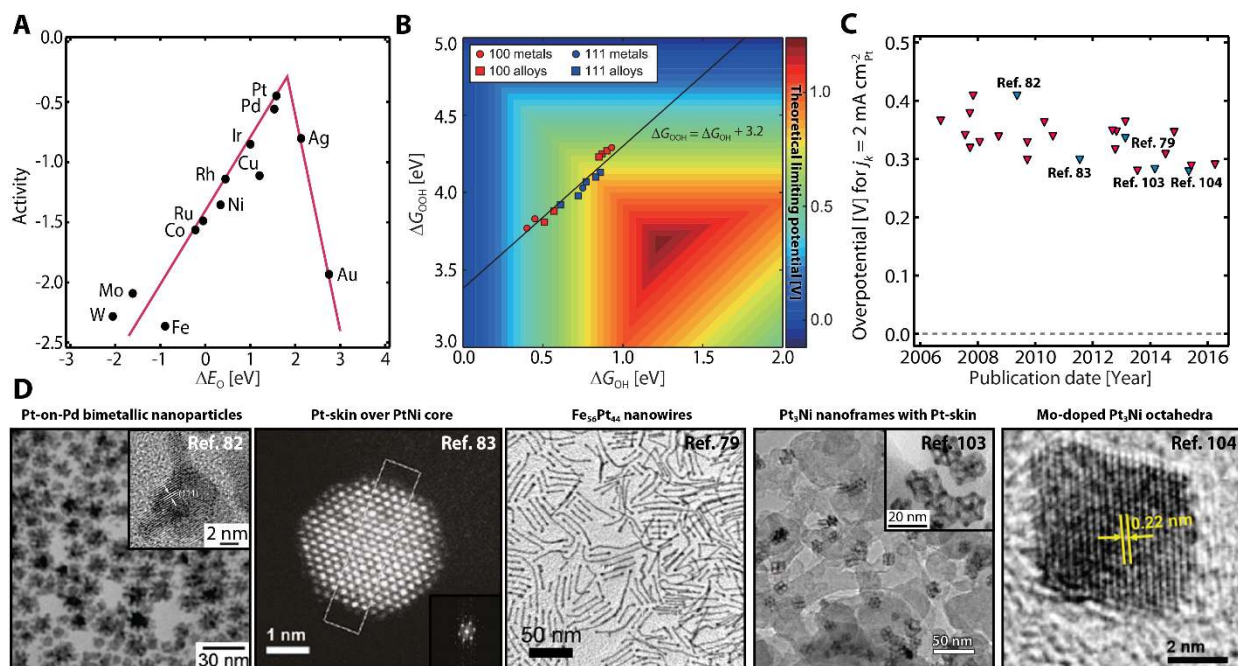 A
0.0
-0.5
-1.0
-1.5
-2.0
-2.5
Activity
Pt
Pd
Ir
Ag
Cu
Rh
Ni
Ru
Co
Au
Mo
W
Fe
-3
-2
-1
0
1
2
3
4
ΔE_O [eV]
B
100 metals
111 metals
100 alloys
111 alloys
5.0
4.5
4.0
3.5
3.0
ΔG_OOH [eV]
ΔG_OOH = ΔG_OH + 3.2
0.0
0.5
1.0
1.5
2.0
ΔG_OH [eV]
1.0
0.5
0.0
Theoretical limiting potential [V]
C
0.5
0.4
0.3
0.2
0.1
0.0
Overpotential [V] for j_k = 2 mA cm⁻²_Pt
Ref. 82
Ref. 79
Ref. 83
Ref. 103
Ref. 104
2006
2008
2010
2012
2014
2016
Publication date [Year]
D
Pt-on-Pd bimetallic nanoparticles
Pt-skin over PtNi core
Fe₅₆Pt₄₄ nanowires
Pt₃Ni nanoframes with Pt-skin
Mo-doped Pt₃Ni octahedra
Ref. 82
2 nm
30 nm
Ref. 83
1 nm
Ref. 79
50 nm
Ref. 103
20 nm
50 nm
Ref. 104
0.22 nm
2 nm